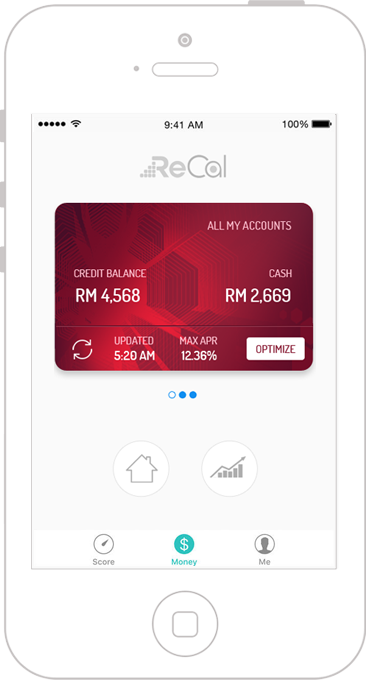 9:41 AM 100%
ReCal
ALL MY ACCOUNTS
CREDIT BALANCE CASH
RM 4,568 RM 2,669
UPDATED MAX APR
5:20 AM 12.36% OPTIMIZE
$
Score Money Me